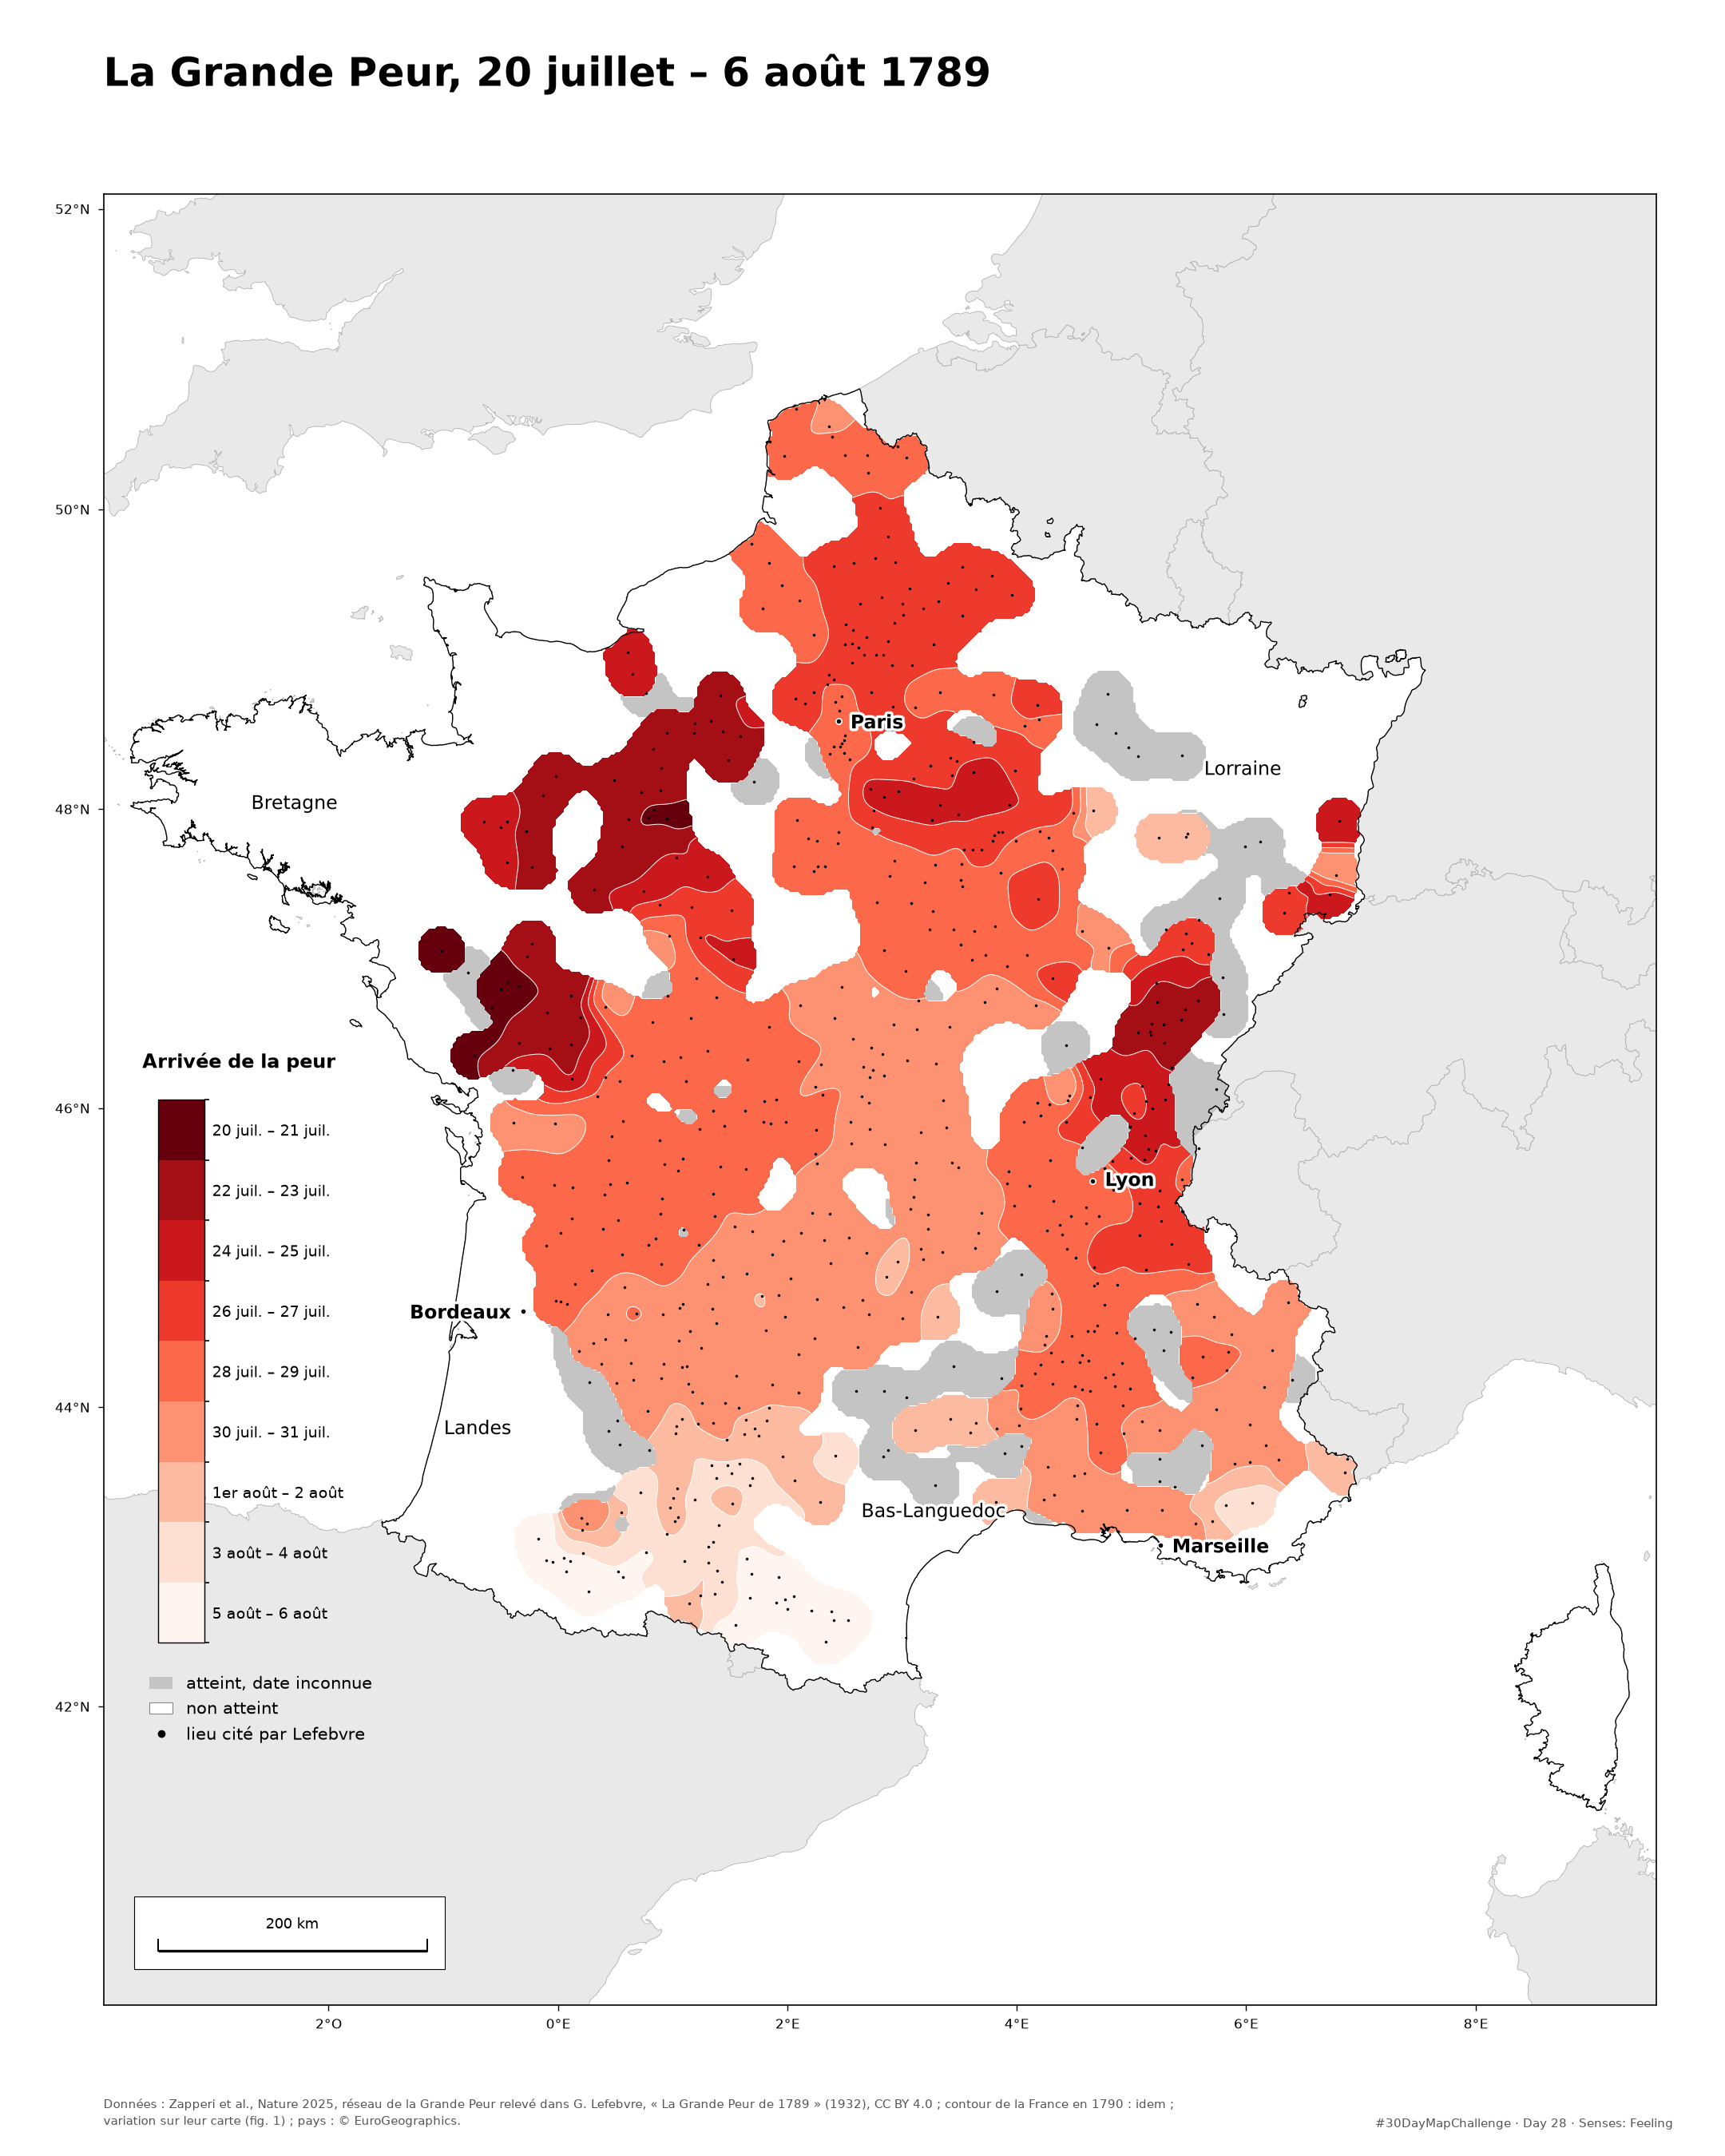 La Grande Peur, 20 juillet – 6 août 1789
52°N
50°N
48°N
46°N
44°N
42°N
Paris
Lorraine
Bretagne
Lyon
Bordeaux
Landes
Bas-Languedoc
Marseille
Arrivée de la peur
20 juil. – 21 juil.
22 juil. – 23 juil.
24 juil. – 25 juil.
26 juil. – 27 juil.
28 juil. – 29 juil.
30 juil. – 31 juil.
1er août – 2 août
3 août – 4 août
5 août – 6 août
atteint, date inconnue
non atteint
lieu cité par Lefebvre
200 km
2°O
0°E
2°E
4°E
6°E
8°E
Données : Zapperi et al., Nature 2025, réseau de la Grande Peur relevé dans G. Lefebvre, « La Grande Peur de 1789 » (1932), CC BY 4.0 ; contour de la France en 1790 : idem ;
variation sur leur carte (fig. 1) ; pays : © EuroGeographics.
#30DayMapChallenge · Day 28 · Senses: Feeling